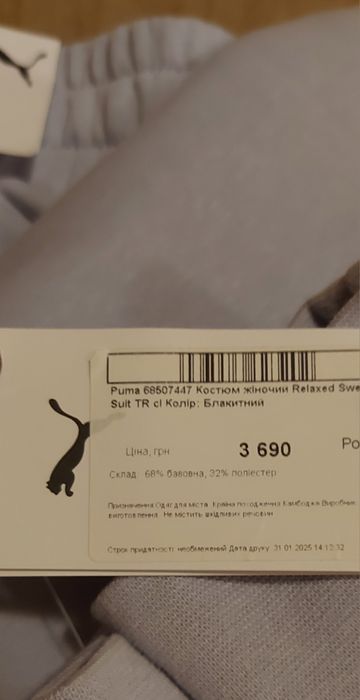 Puma 68507447 Костюм жіночий Relaxed Swe
Suit TR cl Колір: Блакитний
Ціна, грн 3 690 Ро
Склад: 68% бавовна, 32% поліестер
Призначення Одяг для міста Країна походження Камбоджа Виробник
виготовлення Не містить шкідливих речовин
Строк придатності необмежений Дата друку 31.01.2025 14:12:32